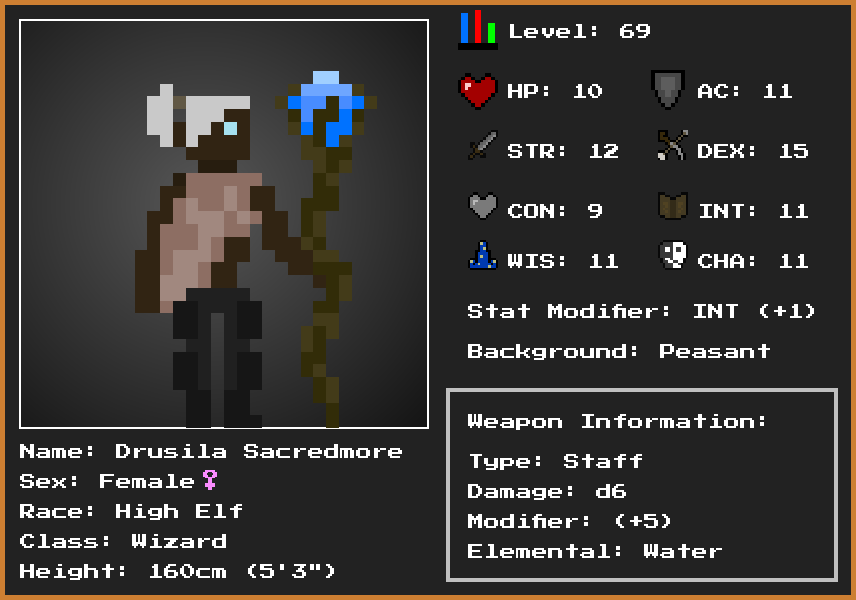 Level: 69
HP: 10 AC: 11
STR: 12 DEX: 15
CON: 9 INT: 11
WIS: 11 CHA: 11
Stat Modifier: INT (+1)
Background: Peasant
Weapon Information:
Type: Staff
Damage: d6
Modifier: (+5)
Elemental: Water
Name: Drusila Sacredmore
Sex: Female♀
Race: High Elf
Class: Wizard
Height: 160cm (5'3")